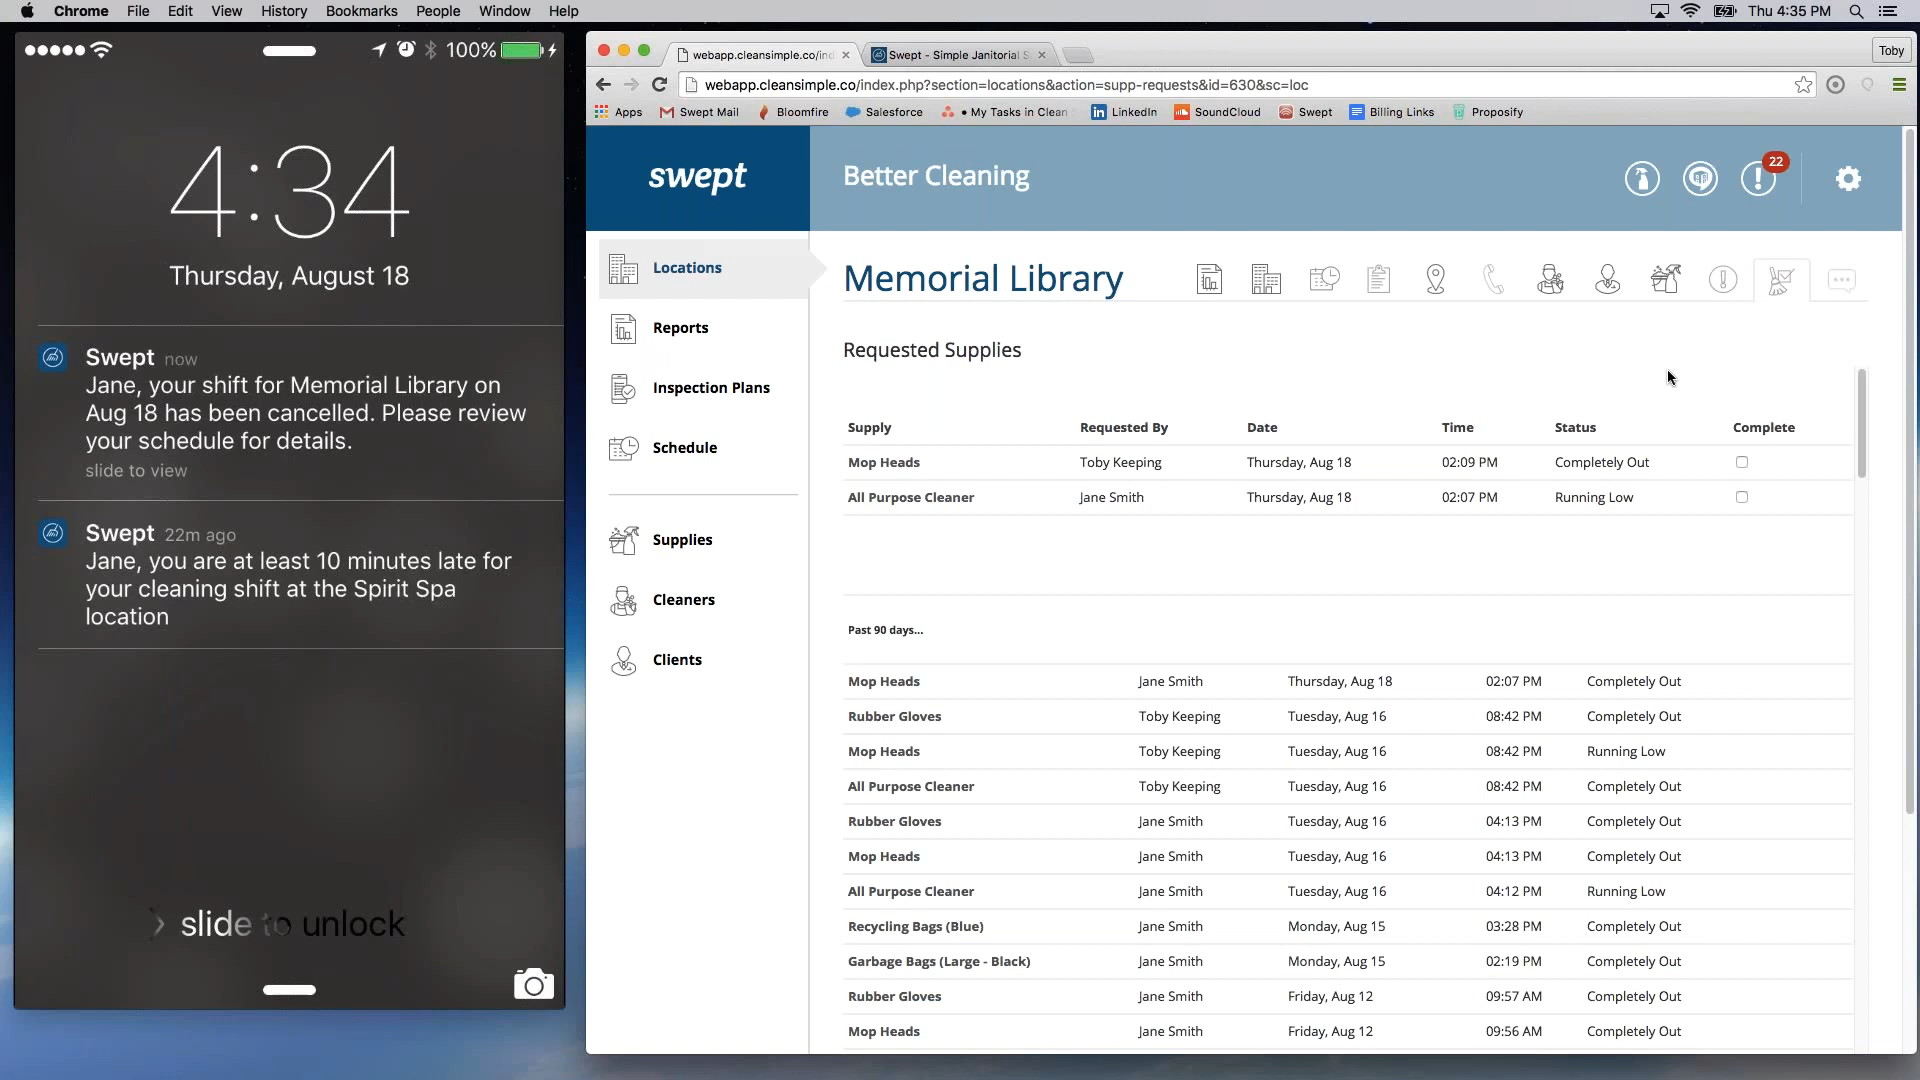 Chrome File Edit View History Bookmarks People Window Help Thu 4:35 PM
100%
4:34
Thursday, August 18
Swept now
Jane, your shift for Memorial Library on
Aug 18 has been cancelled. Please review
your schedule for details.
slide to view
Swept 22m ago
Jane, you are at least 10 minutes late for
your cleaning shift at the Spirit Spa
location
slide to unlock
webapp.cleansimple.co/ind Swept - Simple Janitorial S Toby
webapp.cleansimple.co/index.php?section=locations&action=supp-requests&id=630&sc=loc
Apps Swept Mail Bloomfire Salesforce • My Tasks in Clean LinkedIn SoundCloud Swept Billing Links Proposify
swept
Better Cleaning
22
Locations
Reports
Inspection Plans
Schedule
Supplies
Cleaners
Clients
Memorial Library
Requested Supplies
Supply Requested By Date Time Status Complete
Mop Heads Toby Keeping Thursday, Aug 18 02:09 PM Completely Out
All Purpose Cleaner Jane Smith Thursday, Aug 18 02:07 PM Running Low
Past 90 days...
Mop Heads Jane Smith Thursday, Aug 18 02:07 PM Completely Out
Rubber Gloves Toby Keeping Tuesday, Aug 16 08:42 PM Completely Out
Mop Heads Toby Keeping Tuesday, Aug 16 08:42 PM Running Low
All Purpose Cleaner Toby Keeping Tuesday, Aug 16 08:42 PM Completely Out
Rubber Gloves Jane Smith Tuesday, Aug 16 04:13 PM Completely Out
Mop Heads Jane Smith Tuesday, Aug 16 04:13 PM Completely Out
All Purpose Cleaner Jane Smith Tuesday, Aug 16 04:12 PM Running Low
Recycling Bags (Blue) Jane Smith Monday, Aug 15 03:28 PM Completely Out
Garbage Bags (Large - Black) Jane Smith Monday, Aug 15 02:19 PM Completely Out
Rubber Gloves Jane Smith Friday, Aug 12 09:57 AM Completely Out
Mop Heads Jane Smith Friday, Aug 12 09:56 AM Completely Out